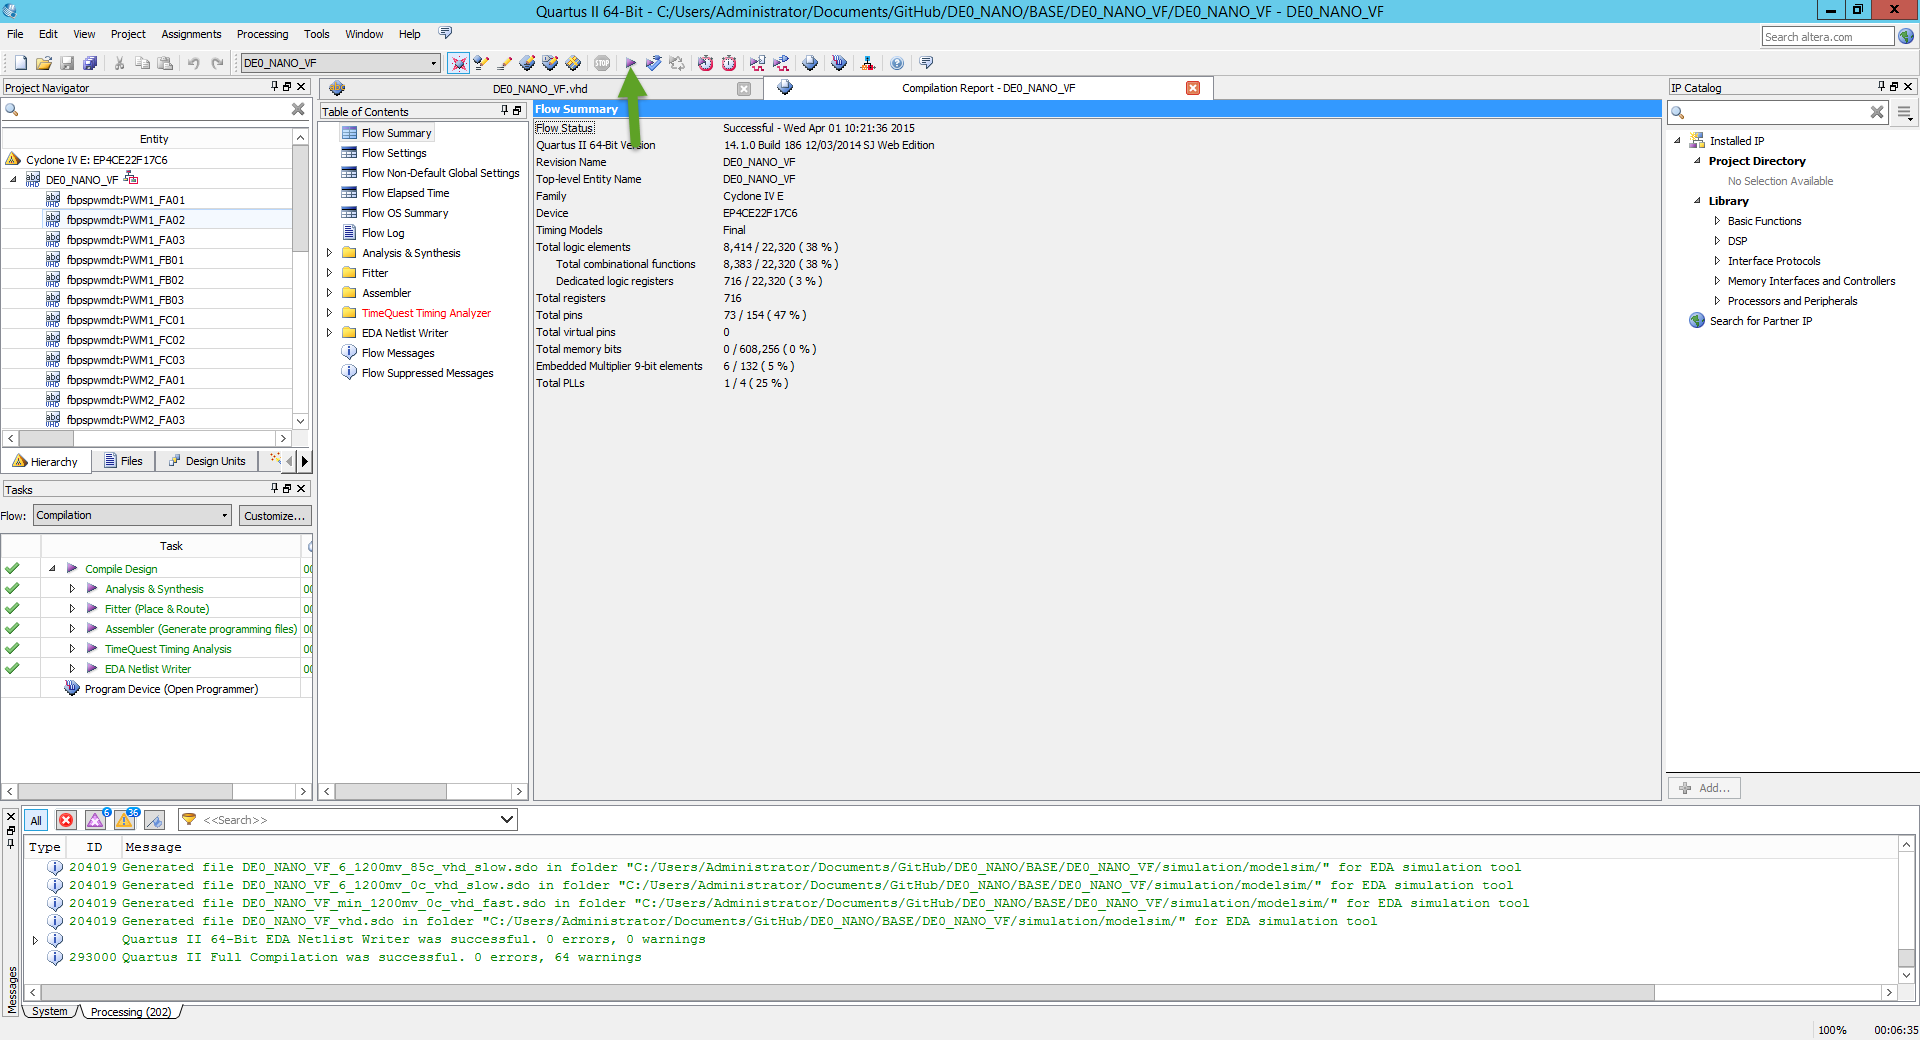 Quartus II 64-Bit - C:/Users/Administrator/Documents/GitHub/DE0_NANO/BASE/DE0_NANO_VF/DE0_NANO_VF - DE0_NANO_VF
File Edit View Project Assignments Processing Tools Window Help
Search altera.com
DE0_NANO_VF
STOP
Project Navigator
Entity
Cyclone IV E: EP4CE22F17C6
DE0_NANO_VF
fbpspwmdt:PWM1_FA01
fbpspwmdt:PWM1_FA02
fbpspwmdt:PWM1_FA03
fbpspwmdt:PWM1_FB01
fbpspwmdt:PWM1_FB02
fbpspwmdt:PWM1_FB03
fbpspwmdt:PWM1_FC01
fbpspwmdt:PWM1_FC02
fbpspwmdt:PWM1_FC03
fbpspwmdt:PWM2_FA01
fbpspwmdt:PWM2_FA02
fbpspwmdt:PWM2_FA03
Hierarchy Files Design Units
Tasks
Flow: Compilation Customize...
Task
Compile Design 00
Analysis & Synthesis 00
Fitter (Place & Route) 00
Assembler (Generate programming files) 00
TimeQuest Timing Analysis 00
EDA Netlist Writer 00
Program Device (Open Programmer)
DE0_NANO_VF.vhd
Compilation Report - DE0_NANO_VF
Table of Contents
Flow Summary
Flow Settings
Flow Non-Default Global Settings
Flow Elapsed Time
Flow OS Summary
Flow Log
Analysis & Synthesis
Fitter
Assembler
TimeQuest Timing Analyzer
EDA Netlist Writer
Flow Messages
Flow Suppressed Messages
Flow Summary
Flow Status Successful - Wed Apr 01 10:21:36 2015
Quartus II 64-Bit Version 14.1.0 Build 186 12/03/2014 SJ Web Edition
Revision Name DE0_NANO_VF
Top-level Entity Name DE0_NANO_VF
Family Cyclone IV E
Device EP4CE22F17C6
Timing Models Final
Total logic elements 8,414 / 22,320 ( 38 % )
Total combinational functions 8,383 / 22,320 ( 38 % )
Dedicated logic registers 716 / 22,320 ( 3 % )
Total registers 716
Total pins 73 / 154 ( 47 % )
Total virtual pins 0
Total memory bits 0 / 608,256 ( 0 % )
Embedded Multiplier 9-bit elements 6 / 132 ( 5 % )
Total PLLs 1 / 4 ( 25 % )
IP Catalog
Installed IP
Project Directory
No Selection Available
Library
Basic Functions
DSP
Interface Protocols
Memory Interfaces and Controllers
Processors and Peripherals
Search for Partner IP
Add...
All 6 36 <<Search>>
Type ID Message
204019 Generated file DE0_NANO_VF_6_1200mv_85c_vhd_slow.sdo in folder "C:/Users/Administrator/Documents/GitHub/DE0_NANO/BASE/DE0_NANO_VF/simulation/modelsim/" for EDA simulation tool
204019 Generated file DE0_NANO_VF_6_1200mv_0c_vhd_slow.sdo in folder "C:/Users/Administrator/Documents/GitHub/DE0_NANO/BASE/DE0_NANO_VF/simulation/modelsim/" for EDA simulation tool
204019 Generated file DE0_NANO_VF_min_1200mv_0c_vhd_fast.sdo in folder "C:/Users/Administrator/Documents/GitHub/DE0_NANO/BASE/DE0_NANO_VF/simulation/modelsim/" for EDA simulation tool
204019 Generated file DE0_NANO_VF_vhd.sdo in folder "C:/Users/Administrator/Documents/GitHub/DE0_NANO/BASE/DE0_NANO_VF/simulation/modelsim/" for EDA simulation tool
Quartus II 64-Bit EDA Netlist Writer was successful. 0 errors, 0 warnings
293000 Quartus II Full Compilation was successful. 0 errors, 64 warnings
Messages
System Processing (202)
100% 00:06:35